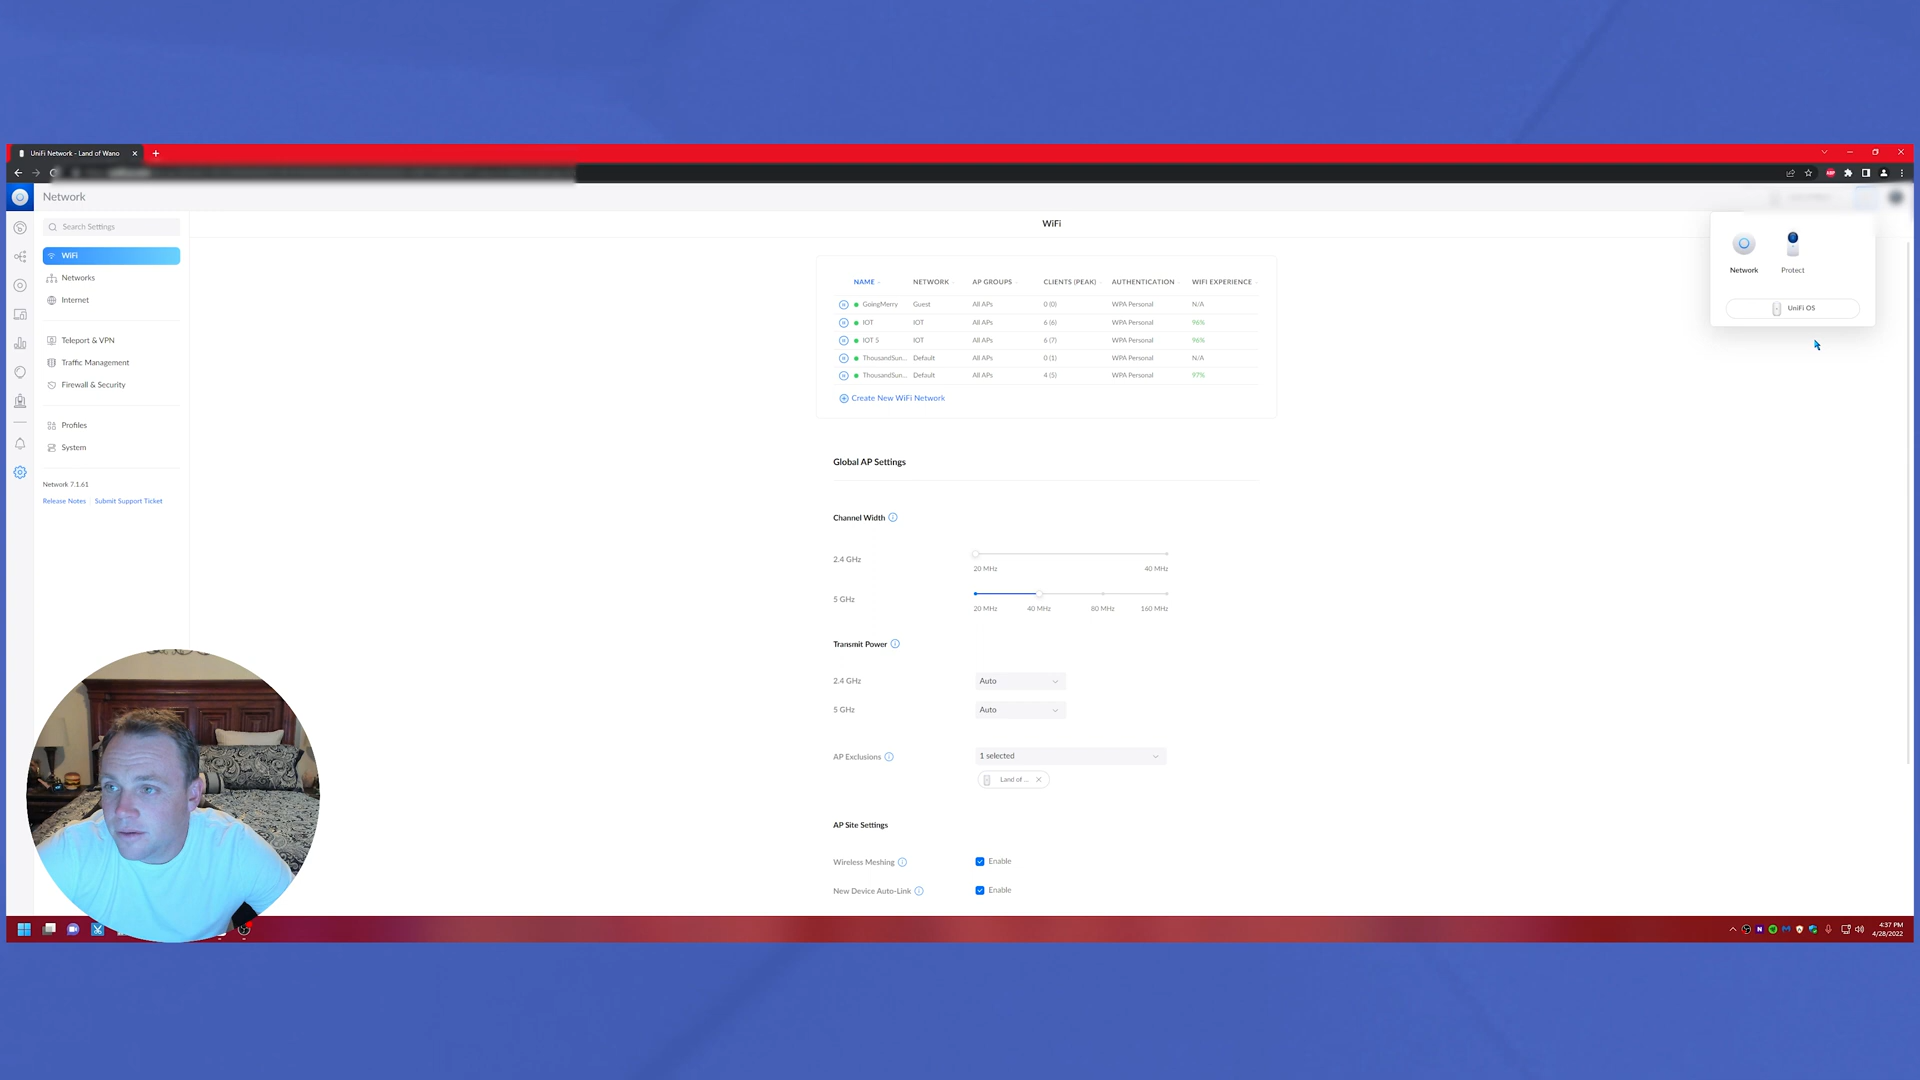 UniFi Network - Land of Wano
Network
Search Settings
WiFi
WiFi
Networks
Internet
Teleport & VPN
Traffic Management
Firewall & Security
Profiles
System
Network 7.1.61
Release Notes Submit Support Ticket
NAME NETWORK AP GROUPS CLIENTS (PEAK) AUTHENTICATION WIFI EXPERIENCE
GoingMerry Guest All APs 0 (0) WPA Personal N/A
IOT IOT All APs 6 (6) WPA Personal 96%
IOT 5 IOT All APs 6 (7) WPA Personal 96%
ThousandSun... Default All APs 0 (1) WPA Personal N/A
ThousandSun... Default All APs 4 (5) WPA Personal 97%
Create New WiFi Network
Network Protect
UniFi OS
Global AP Settings
Channel Width
2.4 GHz
20 MHz 40 MHz
5 GHz
20 MHz 40 MHz 80 MHz 160 MHz
Transmit Power
2.4 GHz Auto
5 GHz Auto
AP Exclusions 1 selected
Land of ...
AP Site Settings
Wireless Meshing Enable
New Device Auto-Link Enable
4:37 PM
4/28/2022